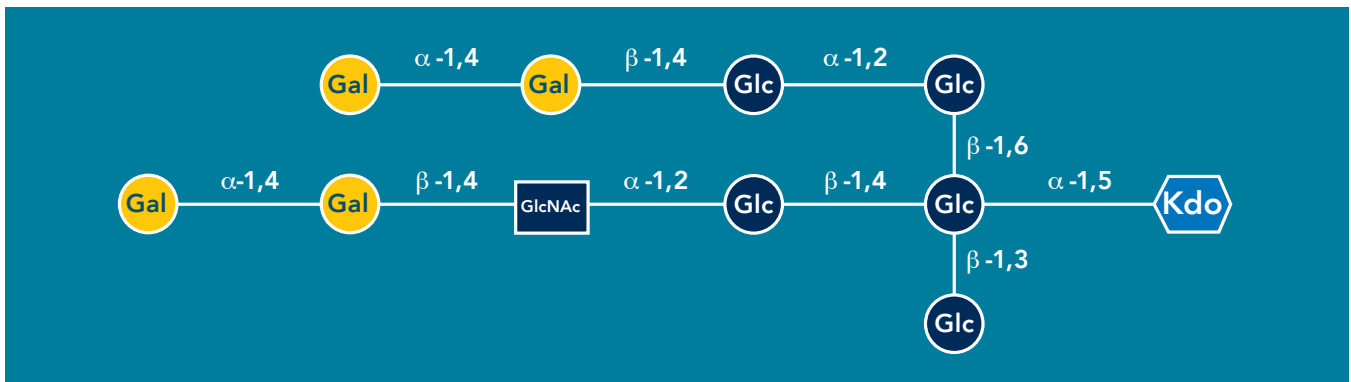 α -1,4 β -1,4 α -1,2
Gal Gal Glc Glc
β -1,6
α-1,4 β -1,4 α -1,2 β -1,4 α -1,5
Gal Gal GlcNAc Glc Glc Kdo
β -1,3
Glc